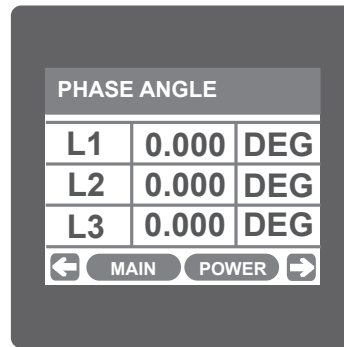 PHASE ANGLE
L1 0.000 DEG
L2 0.000 DEG
L3 0.000 DEG
MAIN POWER